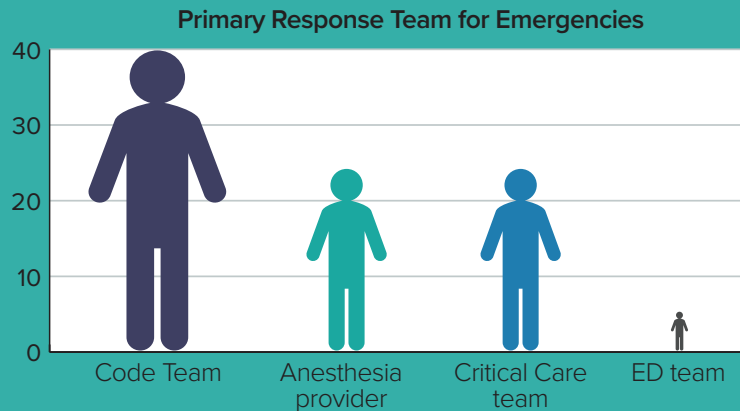 Primary Response Team for Emergencies
40
30
20
10
0
Code Team
Anesthesia
provider
Critical Care
team
ED team